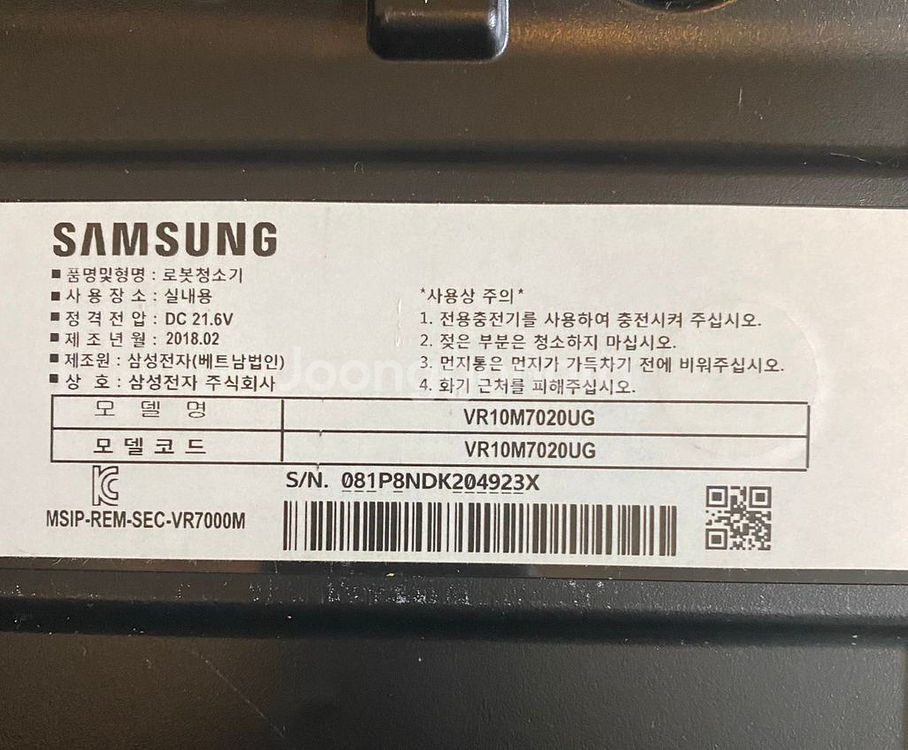 SAMSUNG
■ 품명및형명 : 로봇청소기
■ 사 용 장 소 : 실내용
■ 정 격 전 압 : DC 21.6V
■ 제 조 년 월 : 2018.02
■ 제조원 : 삼성전자(베트남법인)
■ 상 호 : 삼성전자 주식회사
*사용상 주의*
1. 전용충전기를 사용하여 충전시켜 주십시오.
2. 젖은 부분은 청소하지 마십시오.
3. 먼지통은 먼지가 가득차기 전에 비워주십시오.
4. 화기 근처를 피해주십시오.
모 델 명 VR10M7020UG
모 델 코 드 VR10M7020UG
S/N. 081P8NDK204923X
MSIP-REM-SEC-VR7000M